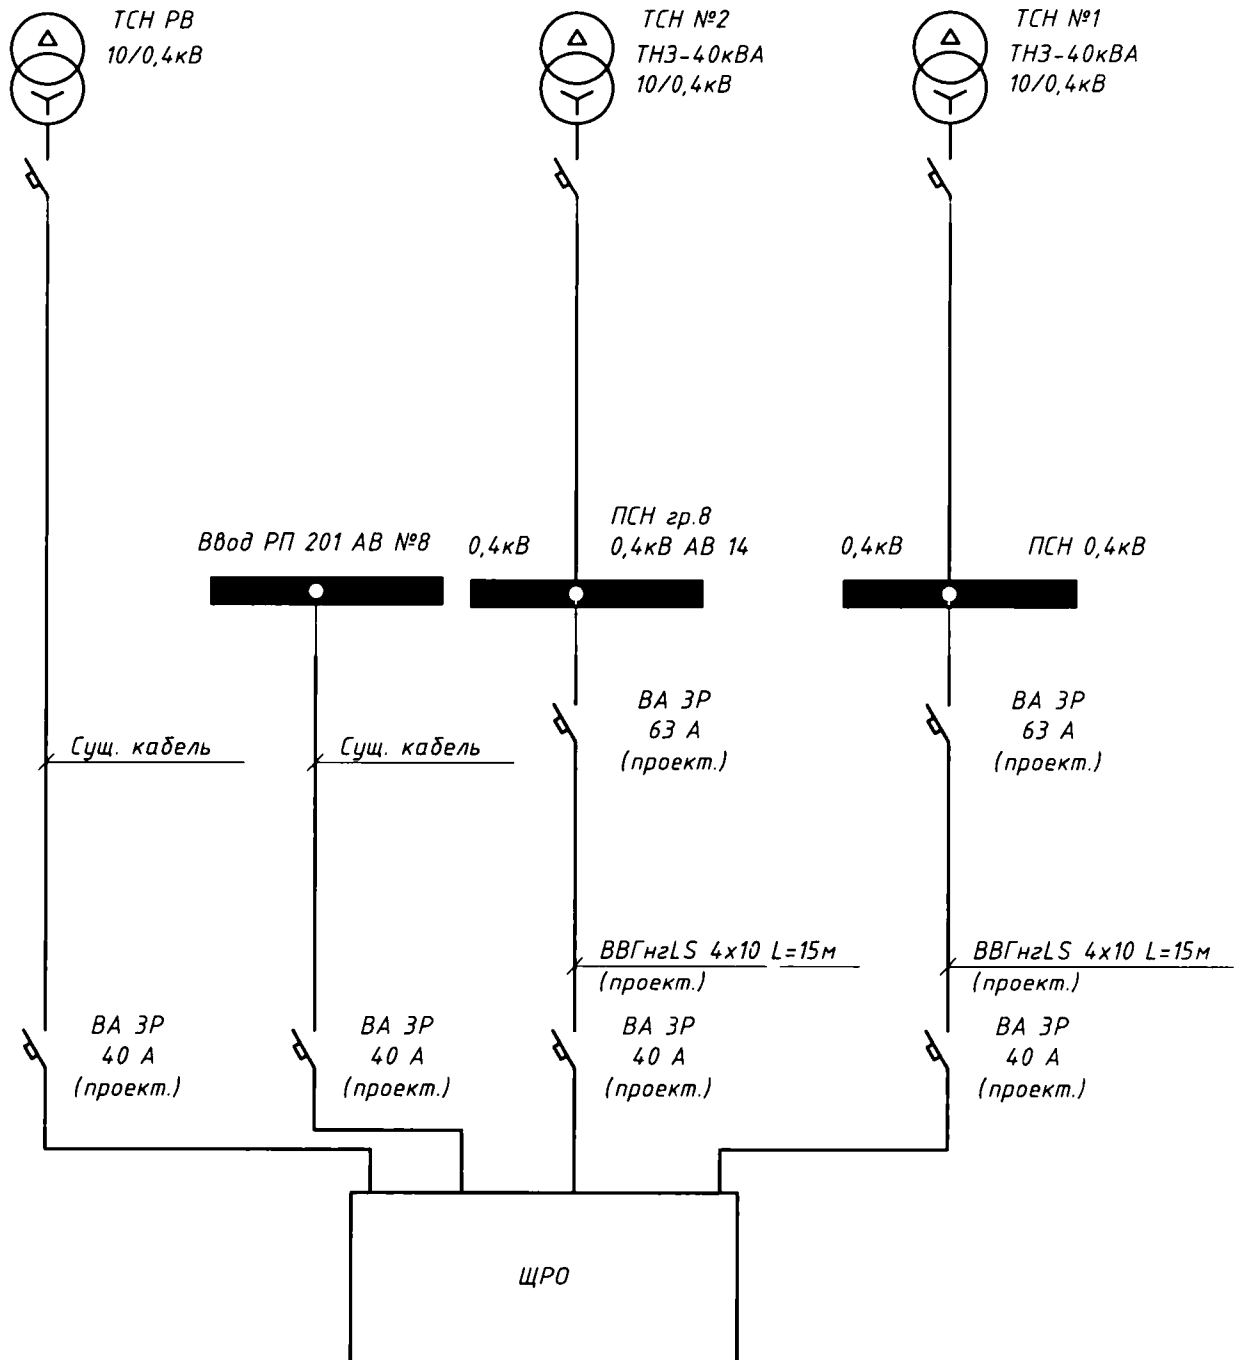 ТСН РВ
10/0,4кВ
ТСН №2
ТНЗ-40кВА
10/0,4кВ
ТСН №1
ТНЗ-40кВА
10/0,4кВ
Ввод РП 201 АВ №8
0,4кВ
ПСН гр.8
0,4кВ АВ 14
0,4кВ
ПСН 0,4кВ
ВА 3Р
63 А
(проект.)
ВА 3Р
63 А
(проект.)
Сущ. кабель
Сущ. кабель
ВВГнгLS 4х10 L=15м
(проект.)
ВВГнгLS 4х10 L=15м
(проект.)
ВА 3Р
40 А
(проект.)
ВА 3Р
40 А
(проект.)
ВА 3Р
40 А
(проект.)
ВА 3Р
40 А
(проект.)
ЩРО